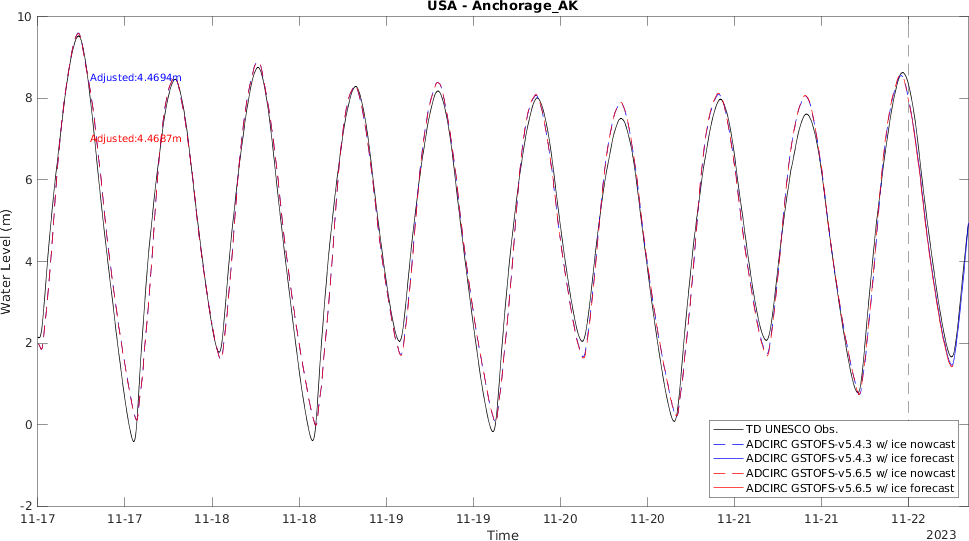 USA - Anchorage_AK
10
8
6
4
2
0
-2
Water Level (m)
Adjusted:4.4694m
Adjusted:4.4687m
TD UNESCO Obs.
ADCIRC GSTOFS-v5.4.3 w/ ice nowcast
ADCIRC GSTOFS-v5.4.3 w/ ice forecast
ADCIRC GSTOFS-v5.6.5 w/ ice nowcast
ADCIRC GSTOFS-v5.6.5 w/ ice forecast
11-17 11-17 11-18 11-18 11-19 11-19 11-20 11-20 11-21 11-21 11-22
Time
2023